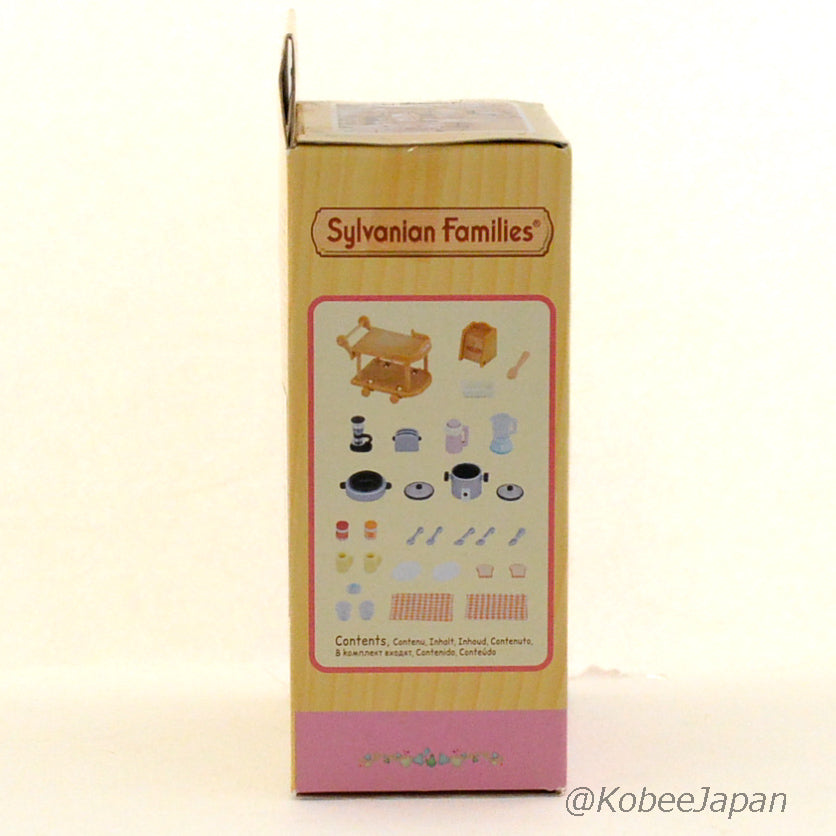 Sylvanian Families®
Contents, Contenu, Inhalt, Inhoud, Contenuto,
В комплект входят, Contenido, Conteúdo
@KobeeJapan